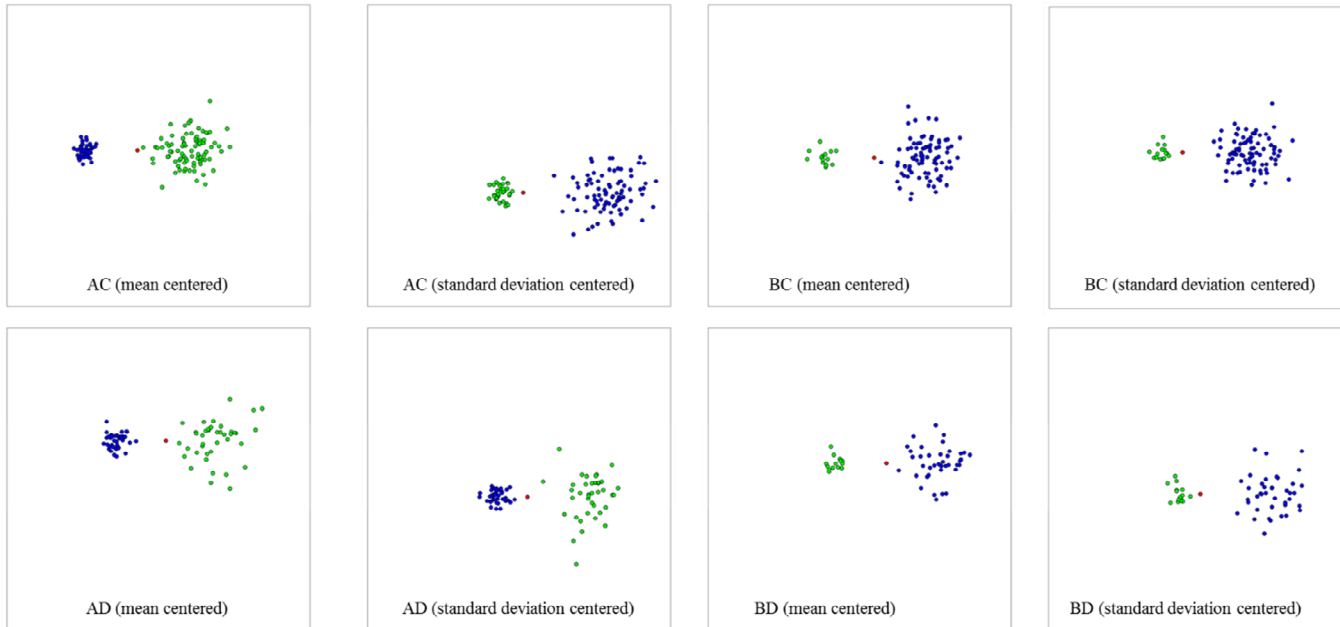 AC (mean centered)
AC (standard deviation centered)
BC (mean centered)
BC (standard deviation centered)
AD (mean centered)
AD (standard deviation centered)
BD (mean centered)
BD (standard deviation centered)